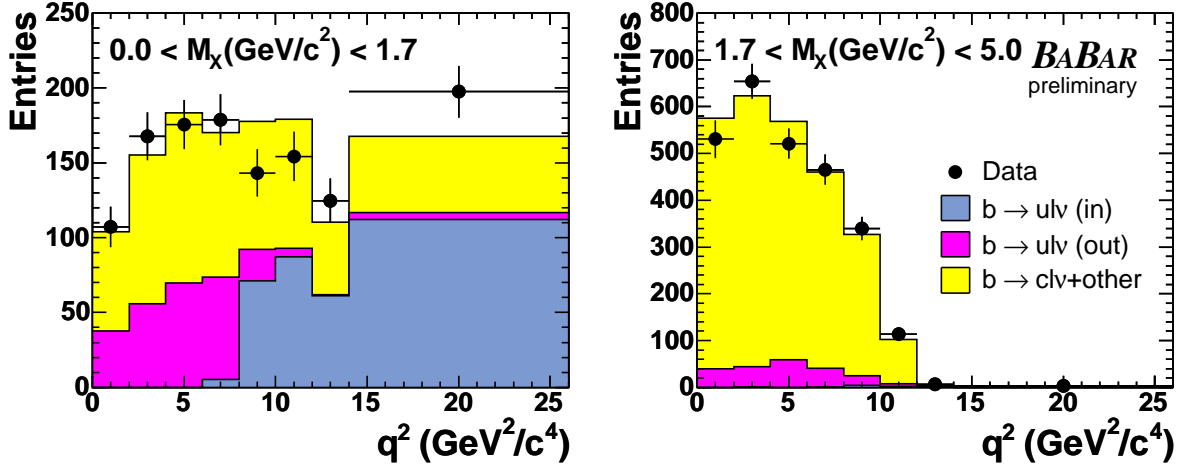 0.0 < M_X(GeV/c²) < 1.7
Entries
250
200
150
100
50
0
0 5 10 15 20 25
q² (GeV²/c⁴)
1.7 < M_X(GeV/c²) < 5.0
BABAR
preliminary
Entries
800
700
600
500
400
300
200
100
0
Data
b → ulν (in)
b → ulν (out)
b → clν+other
0 5 10 15 20 25
q² (GeV²/c⁴)